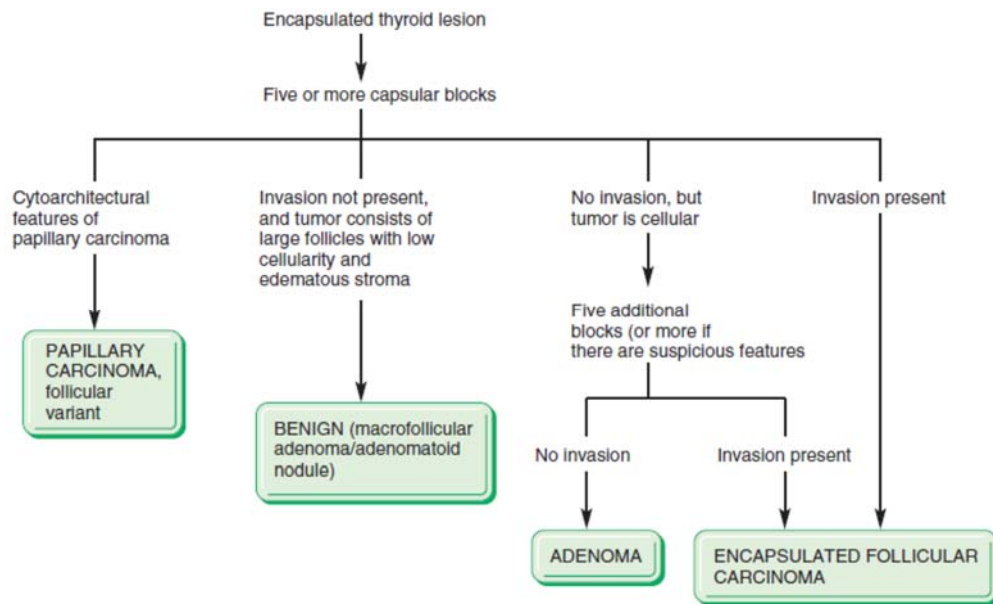 Encapsulated thyroid lesion
Five or more capsular blocks
Cytoarchitectural
features of
papillary carcinoma
Invasion not present,
and tumor consists of
large follicles with low
cellularity and
edematous stroma
No invasion, but
tumor is cellular
Invasion present
Five additional
blocks (or more if
there are suspicious features
PAPILLARY
CARCINOMA,
follicular
variant
BENIGN (macrofollicular
adenoma/adenomatoid
nodule)
No invasion
Invasion present
ADENOMA
ENCAPSULATED FOLLICULAR
CARCINOMA